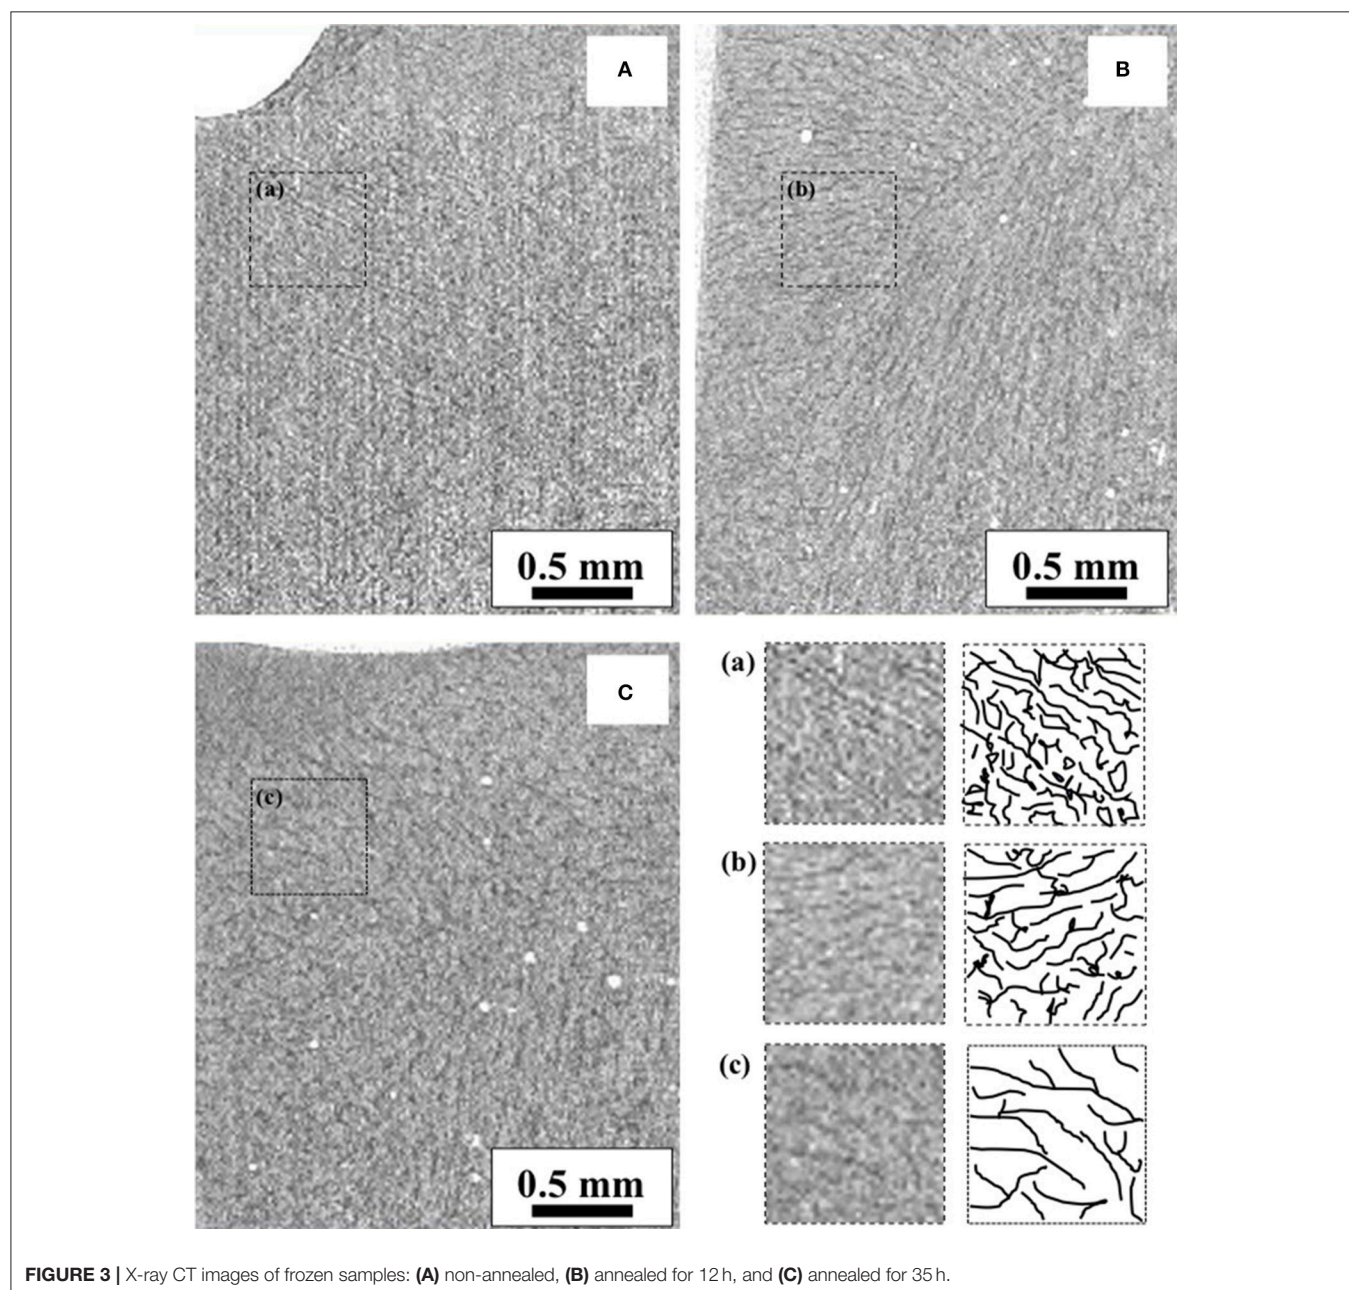 A
B
(a)
(b)
0.5 mm
0.5 mm
C
(a)
(c)
(b)
(c)
0.5 mm
FIGURE 3 | X-ray CT images of frozen samples: (A) non-annealed, (B) annealed for 12 h, and (C) annealed for 35 h.